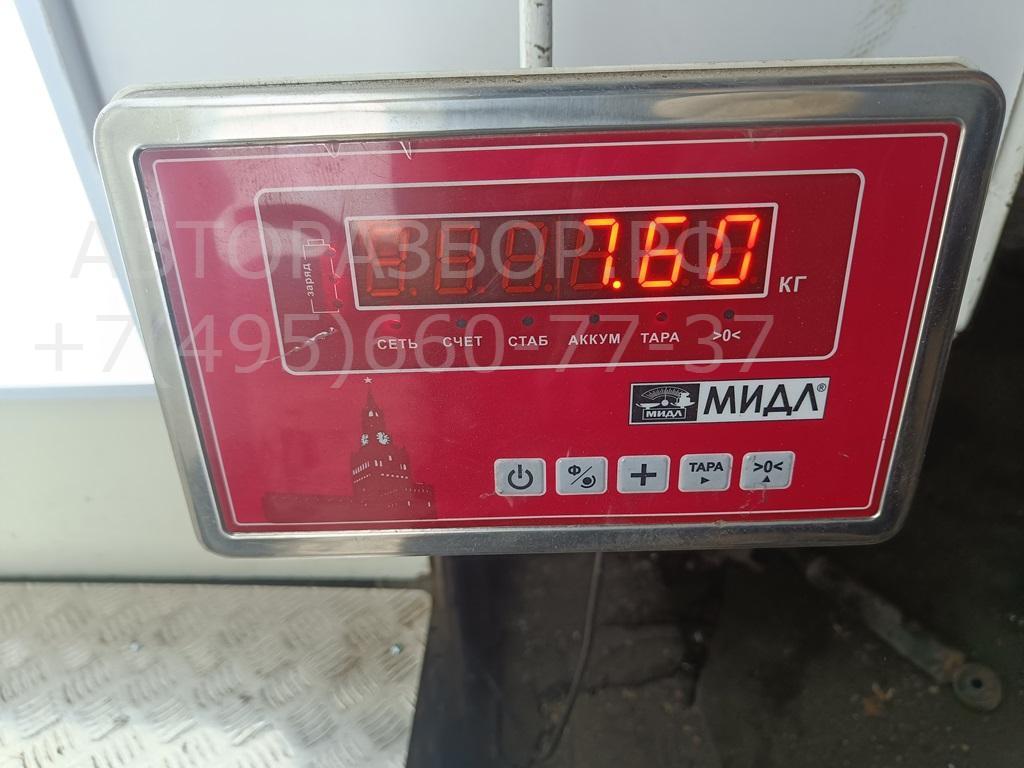 АВТОРАЗБОР.РФ
+7(495)660-77-37
заряд
7.60
КГ
СЕТЬ СЧЕТ СТАБ АККУМ ТАРА >0<
МИДЛ МИДЛ®
Ф/ + ТАРА >0<